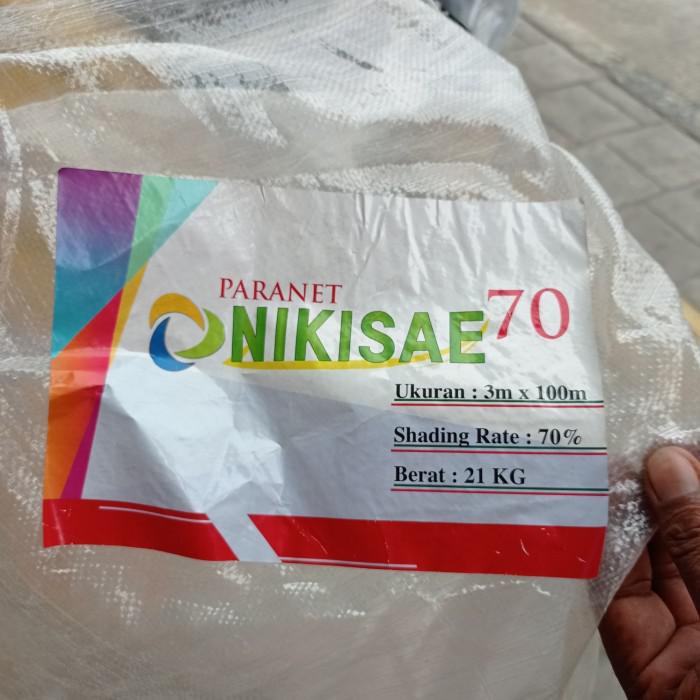 PARANET
NIKISAE 70
Ukuran : 3m x 100m
Shading Rate : 70%
Berat : 21 KG